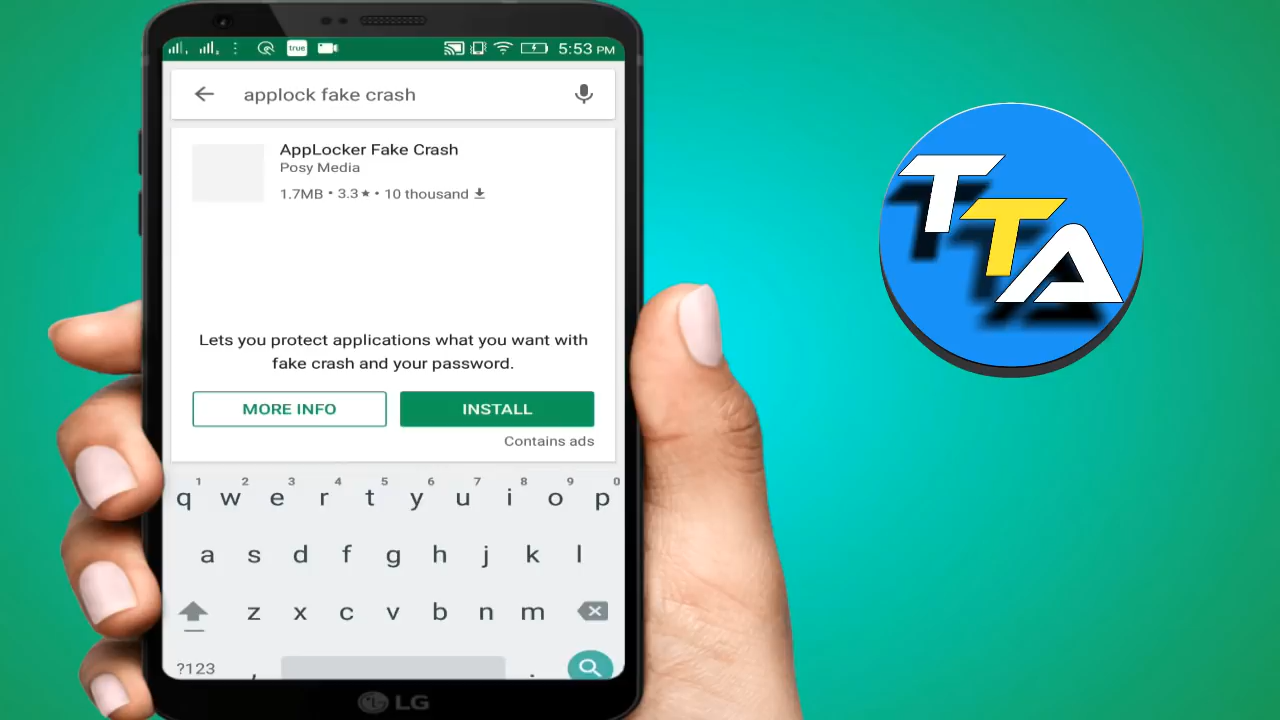 true
5:53 PM
applock fake crash
AppLocker Fake Crash
Posy Media
1.7MB • 3.3 ★ • 10 thousand
Lets you protect applications what you want with
fake crash and your password.
MORE INFO
INSTALL
Contains ads
1 2 3 4 5 6 7 8 9 0
q w e r t y u i o p
a s d f g h j k l
z x c v b n m
?123 , .
LG
TTA